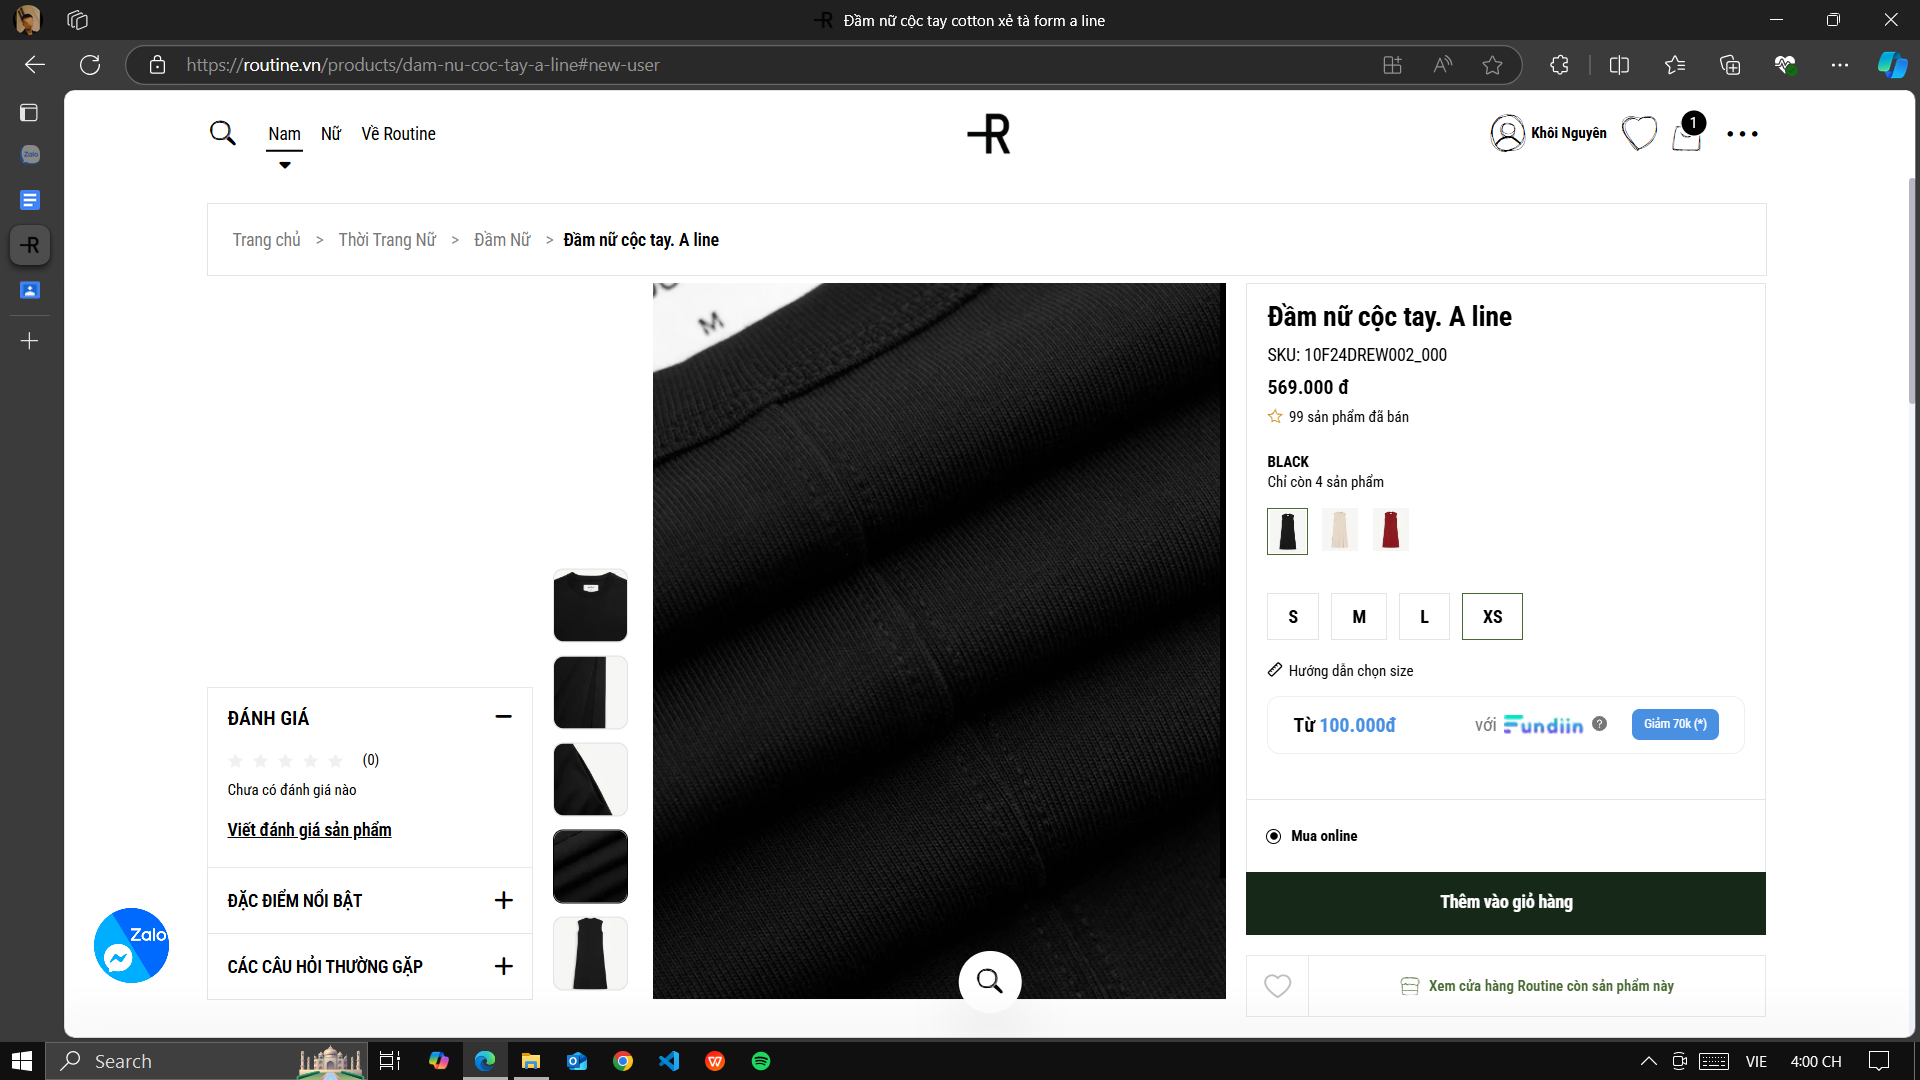 Đầm nữ cộc tay cotton xẻ tà form a line
https://routine.vn/products/dam-nu-coc-tay-a-line#new-user
Nam
Nữ
Về Routine
R
Khôi Nguyên
1
Trang chủ > Thời Trang Nữ > Đầm Nữ > Đầm nữ cộc tay. A line
M
Đầm nữ cộc tay. A line
SKU: 10F24DREW002_000
569.000 đ
99 sản phẩm đã bán
BLACK
Chỉ còn 4 sản phẩm
S
M
L
XS
Hướng dẫn chọn size
Từ 100.000đ
với Fundiin ?
Giảm 70k (*)
Mua online
Thêm vào giỏ hàng
Xem cửa hàng Routine còn sản phẩm này
ĐÁNH GIÁ
(0)
Chưa có đánh giá nào
Viết đánh giá sản phẩm
ĐẶC ĐIỂM NỔI BẬT
CÁC CÂU HỎI THƯỜNG GẶP
Zalo
Search
VIE
4:00 CH